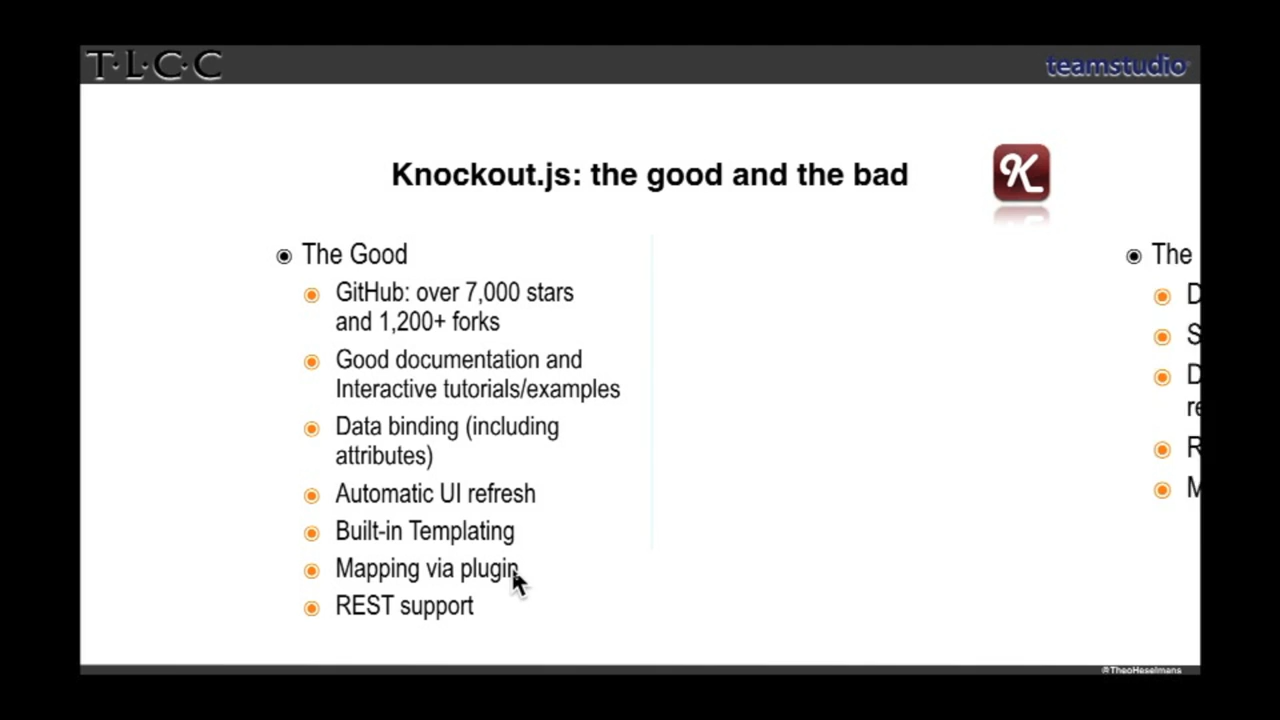 T·L·C·C
teamstudio
Knockout.js: the good and the bad
The Good
GitHub: over 7,000 stars
and 1,200+ forks
Good documentation and
Interactive tutorials/examples
Data binding (including
attributes)
Automatic UI refresh
Built-in Templating
Mapping via plugin
REST support
The
D
S
D
re
R
M
@TheoHeselmans